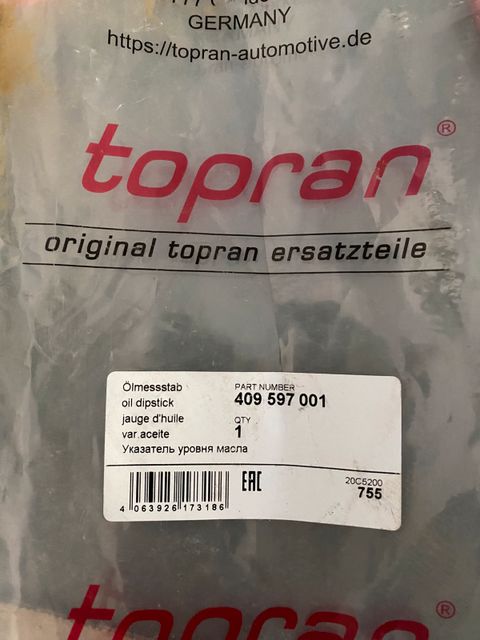 GERMANY
https://topran-automotive.de
topran®
original topran ersatzteile
Ölmessstab
oil dipstick
jauge d'huile
var.aceite
Указатель уровня масла
PART NUMBER
409 597 001
QTY
1
4 063926 173186
EAC
20C5200
755
topran®